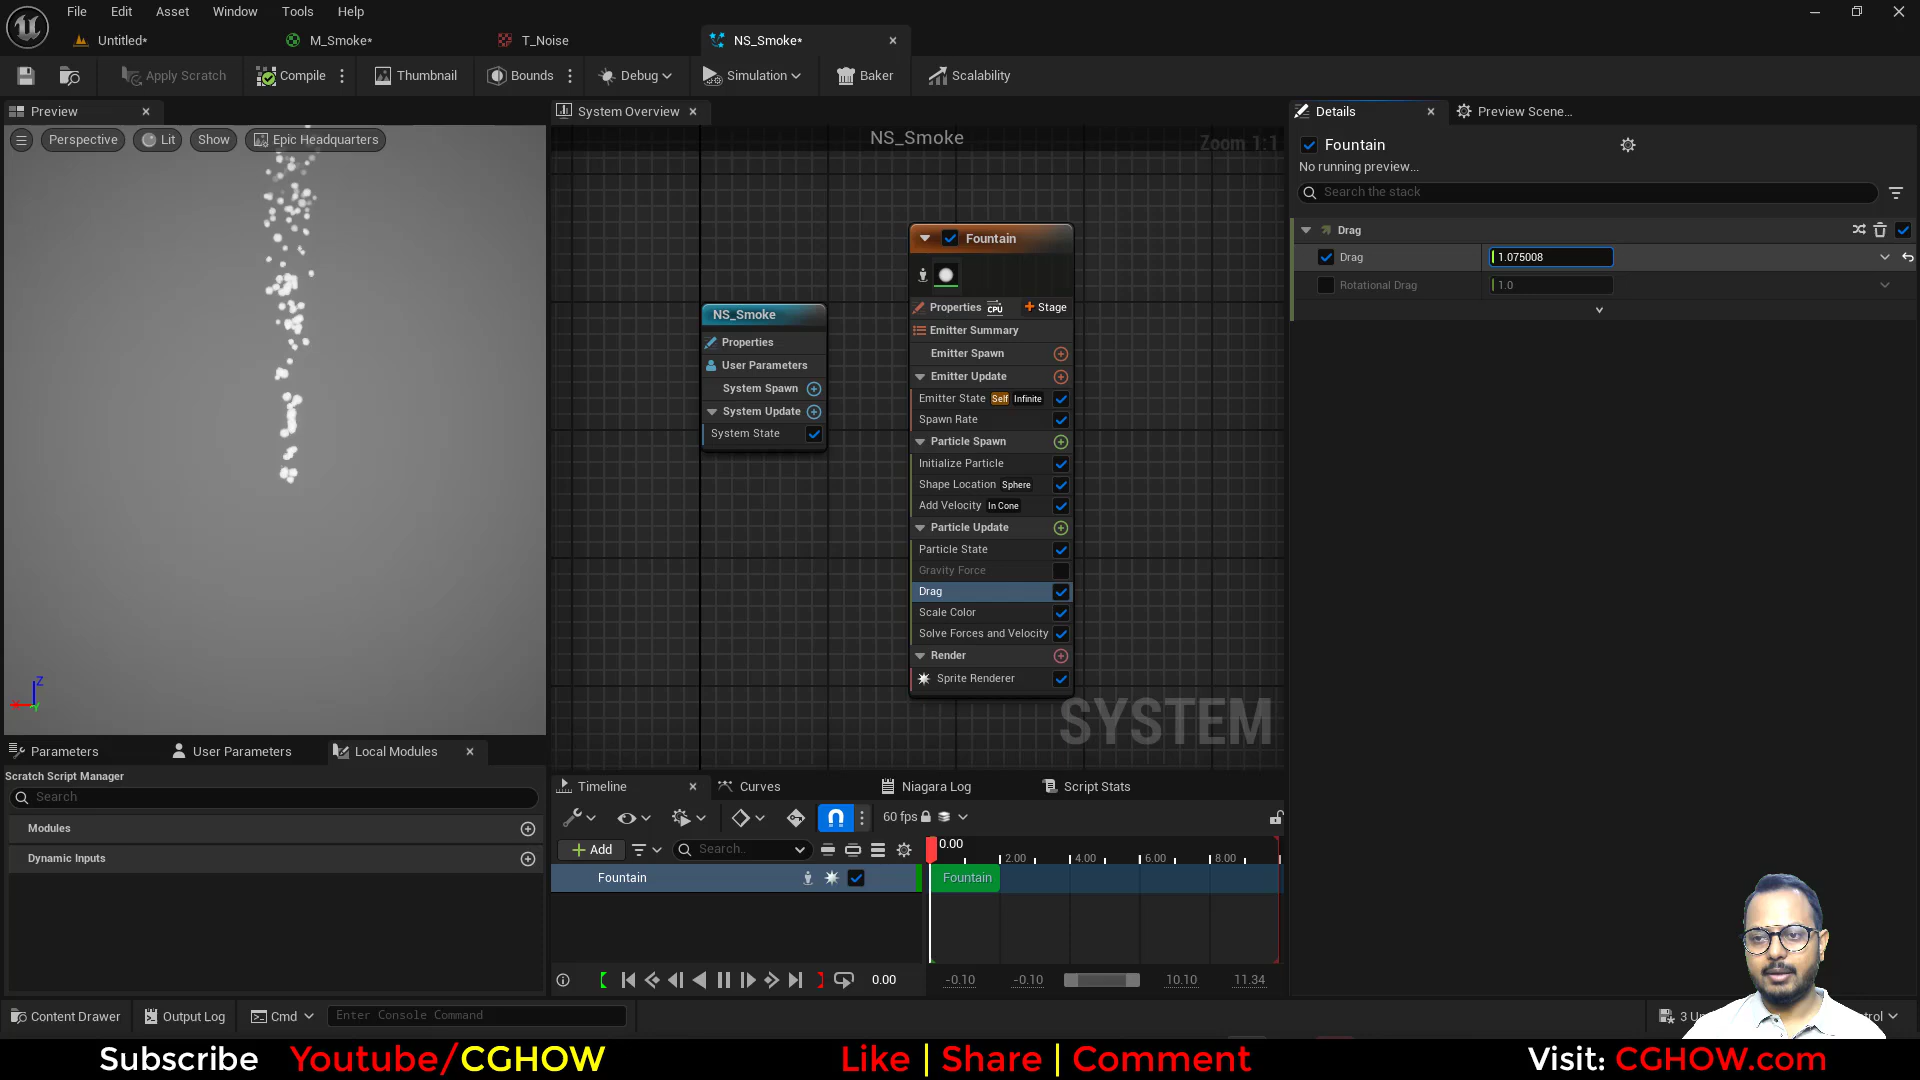 File Edit Asset Window Tools Help
Untitled* M_Smoke* T_Noise NS_Smoke*
Apply Scratch Compile Thumbnail Bounds Debug Simulation Baker Scalability
Preview System Overview Details Preview Scene...
Perspective Lit Show Epic Headquarters
NS_Smoke
Zoom 1:1
Fountain
No running preview...
Search the stack
Drag
Drag 1.075008
Rotational Drag 1.0
NS_Smoke
Properties
User Parameters
System Spawn
System Update
System State
Fountain
Properties CPU Stage
Emitter Summary
Emitter Spawn
Emitter Update
Emitter State Self Infinite
Spawn Rate
Particle Spawn
Initialize Particle
Shape Location Sphere
Add Velocity In Cone
Particle Update
Particle State
Gravity Force
Drag
Scale Color
Solve Forces and Velocity
Render
Sprite Renderer
SYSTEM
Z
Parameters User Parameters Local Modules
Scratch Script Manager
Search
Modules
Dynamic Inputs
Timeline Curves Niagara Log Script Stats
60 fps
Add Search.. 0.00
2.00 4.00 6.00 8.00
Fountain Fountain
0.00 -0.10 -0.10 10.10 11.34
Content Drawer Output Log Cmd Enter Console Command
Subscribe Youtube/CGHOW Like | Share | Comment Visit: CGHOW.com